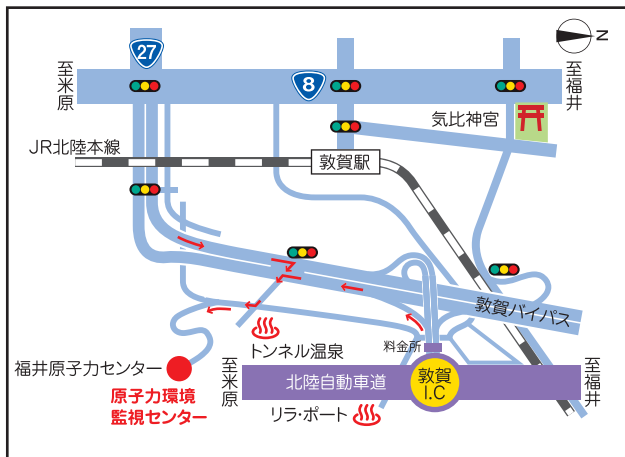 27
8
N
至米原
至福井
気比神宮
JR北陸本線
敦賀駅
敦賀バイパス
トンネル温泉
料金所
福井原子力センター
原子力環境
監視センター
至米原
北陸自動車道
敦賀
I.C
至福井
リラ・ポート